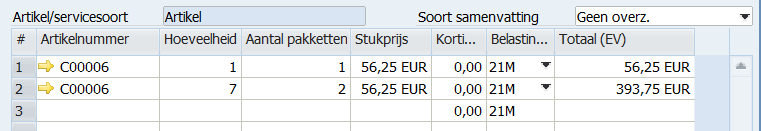 Artikel/servicesoort Artikel Soort samenvatting Geen overz.
# Artikelnummer Hoeveelheid Aantal pakketten Stukprijs Korti... Belastin... Totaal (EV)
1 C00006 1 1 56,25 EUR 0,00 21M 56,25 EUR
2 C00006 7 2 56,25 EUR 0,00 21M 393,75 EUR
3 0,00 21M